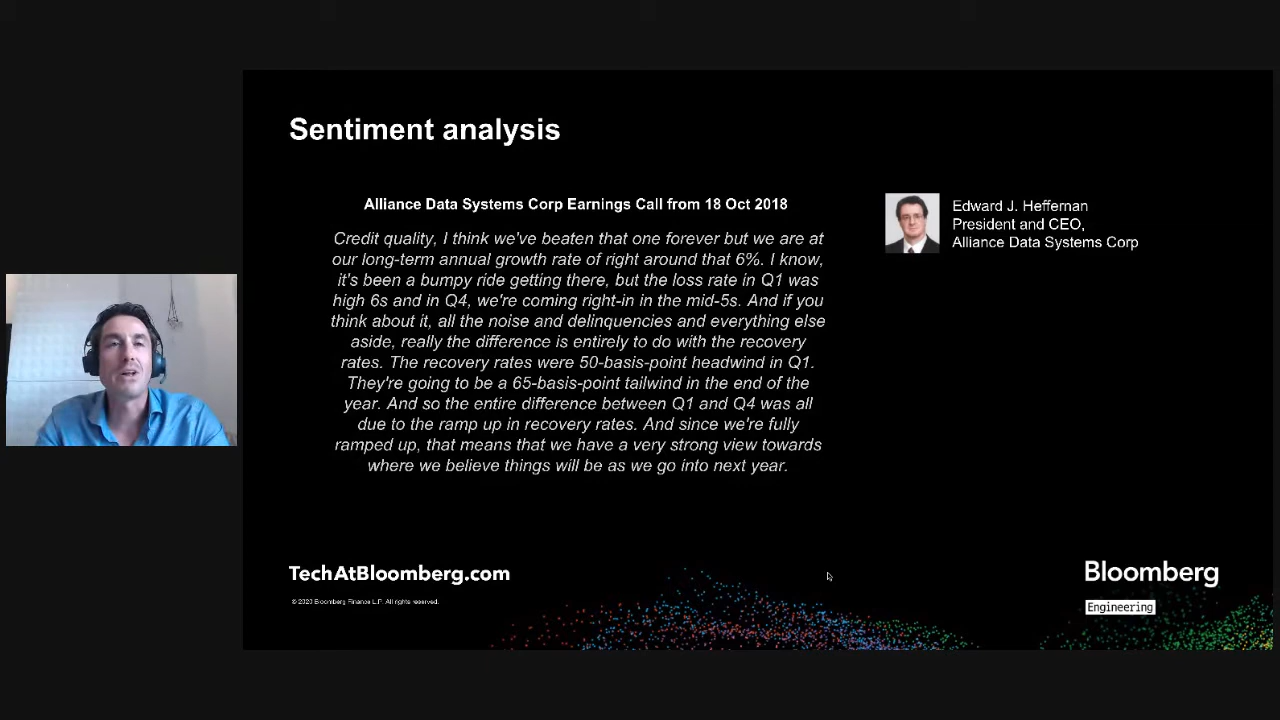 Sentiment analysis
Alliance Data Systems Corp Earnings Call from 18 Oct 2018
Credit quality, I think we've beaten that one forever but we are at
our long-term annual growth rate of right around that 6%. I know,
it's been a bumpy ride getting there, but the loss rate in Q1 was
high 6s and in Q4, we're coming right-in in the mid-5s. And if you
think about it, all the noise and delinquencies and everything else
aside, really the difference is entirely to do with the recovery
rates. The recovery rates were 50-basis-point headwind in Q1.
They're going to be a 65-basis-point tailwind in the end of the
year. And so the entire difference between Q1 and Q4 was all
due to the ramp up in recovery rates. And since we're fully
ramped up, that means that we have a very strong view towards
where we believe things will be as we go into next year.
Edward J. Heffernan
President and CEO,
Alliance Data Systems Corp
TechAtBloomberg.com
© 2020 Bloomberg Finance L.P. All rights reserved.
Bloomberg
Engineering